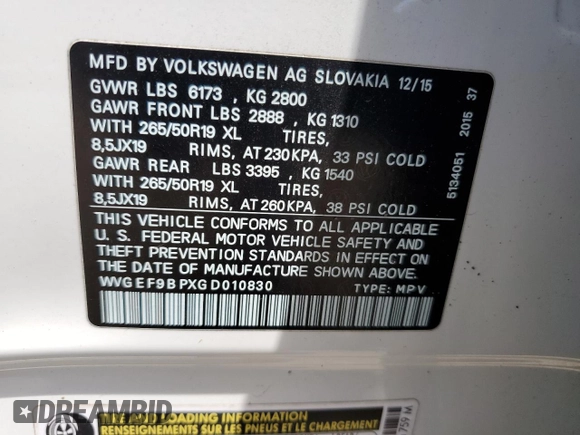 MFD BY VOLKSWAGEN AG SLOVAKIA 12/15
GVWR LBS 6173 , KG 2800
GAWR FRONT LBS 2888 , KG 1310
WITH 265/50R19 XL TIRES,
8,5JX19 RIMS, AT 230KPA, 33 PSI COLD
GAWR REAR LBS 3395 , KG 1540
WITH 265/50R19 XL TIRES,
8,5JX19 RIMS, AT 260KPA, 38 PSI COLD
THIS VEHICLE CONFORMS TO ALL APPLICABLE
U. S. FEDERAL MOTOR VEHICLE SAFETY AND
THEFT PREVENTION STANDARDS IN EFFECT ON
THE DATE OF MANUFACTURE SHOWN ABOVE.
WVGEF9BPXGD010830 TYPE: MPV
5134051 2015 37
TIRE AND LOADING INFORMATION
RENSEIGNEMENTS SUR LES PNEUS ET LE CHARGEMENT
759 M
DREAMBID